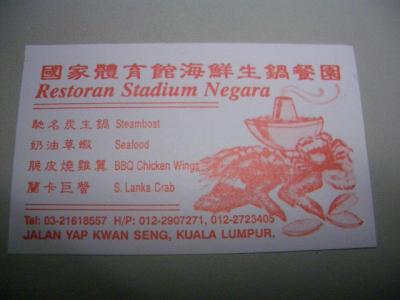 國家體育館海鮮生鍋餐園
Restoran Stadium Negara
馳名炭生鍋 Steamboat
奶油草蝦 Seafood
脆皮燒雞翼 BBQ Chicken Wings
蘭卡巨蟹 S. Lanka Crab
Tel: 03-21618557 H/P: 012-2907271, 012-2723405
JALAN YAP KWAN SENG, KUALA LUMPUR.